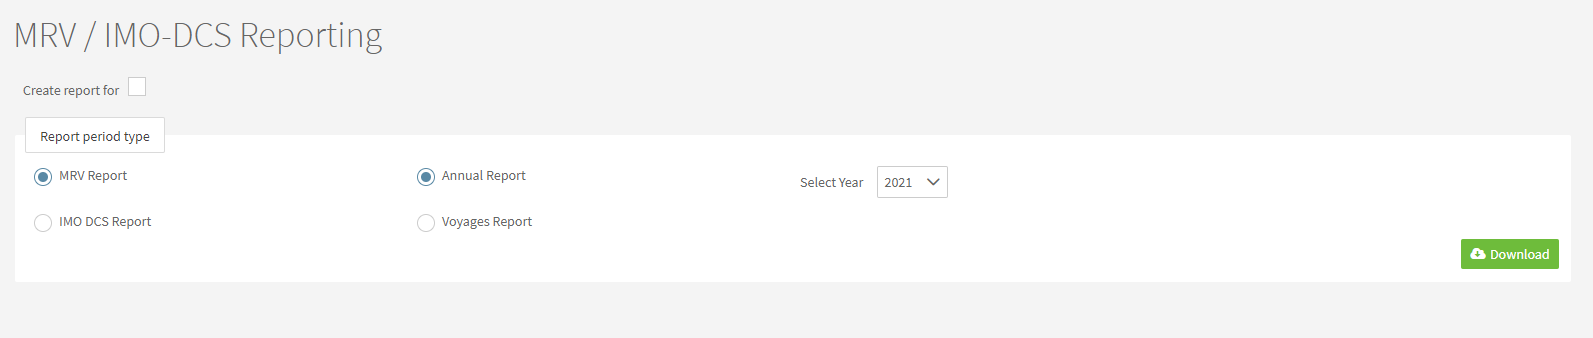 MRV / IMO-DCS Reporting
Create report for
Report period type
MRV Report
Annual Report
Select Year
2021
IMO DCS Report
Voyages Report
Download